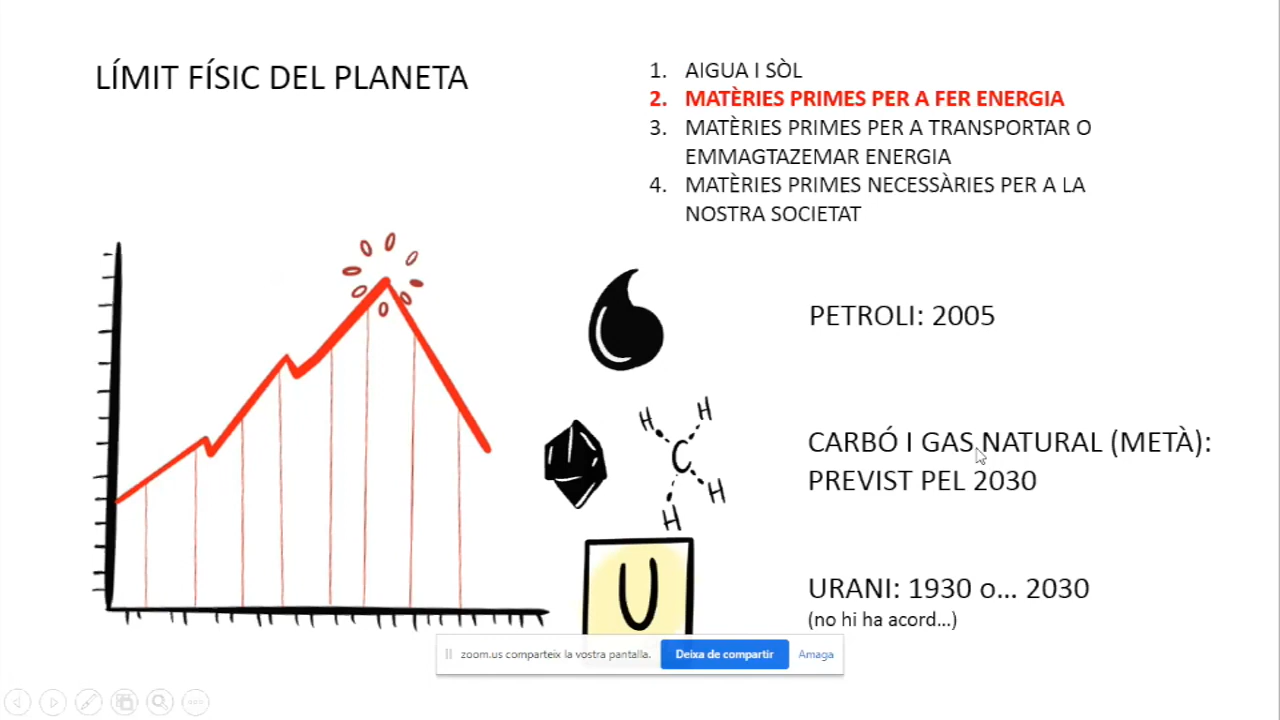 LÍMIT FÍSIC DEL PLANETA
1. AIGUA I SÒL
2. MATÈRIES PRIMES PER A FER ENERGIA
3. MATÈRIES PRIMES PER A TRANSPORTAR O
EMMAGTAZEMAR ENERGIA
4. MATÈRIES PRIMES NECESSÀRIES PER A LA
NOSTRA SOCIETAT
PETROLI: 2005
H H
C
H
H
CARBÓ I GAS NATURAL (METÀ):
PREVIST PEL 2030
U
URANI: 1930 o... 2030
(no hi ha acord...)
zoom.us comparteix la vostra pantalla. Deixa de compartir Amaga